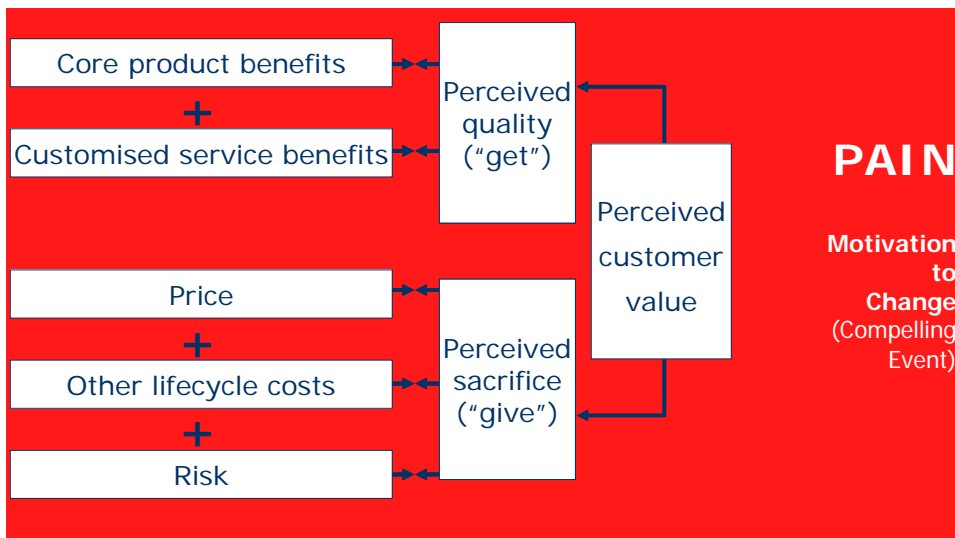 Core product benefits
+
Customised service benefits
Perceived
quality
(“get”)
Price
+
Other lifecycle costs
+
Risk
Perceived
sacrifice
(“give”)
Perceived
customer
value
PAIN
Motivation
to
Change
(Compelling
Event)